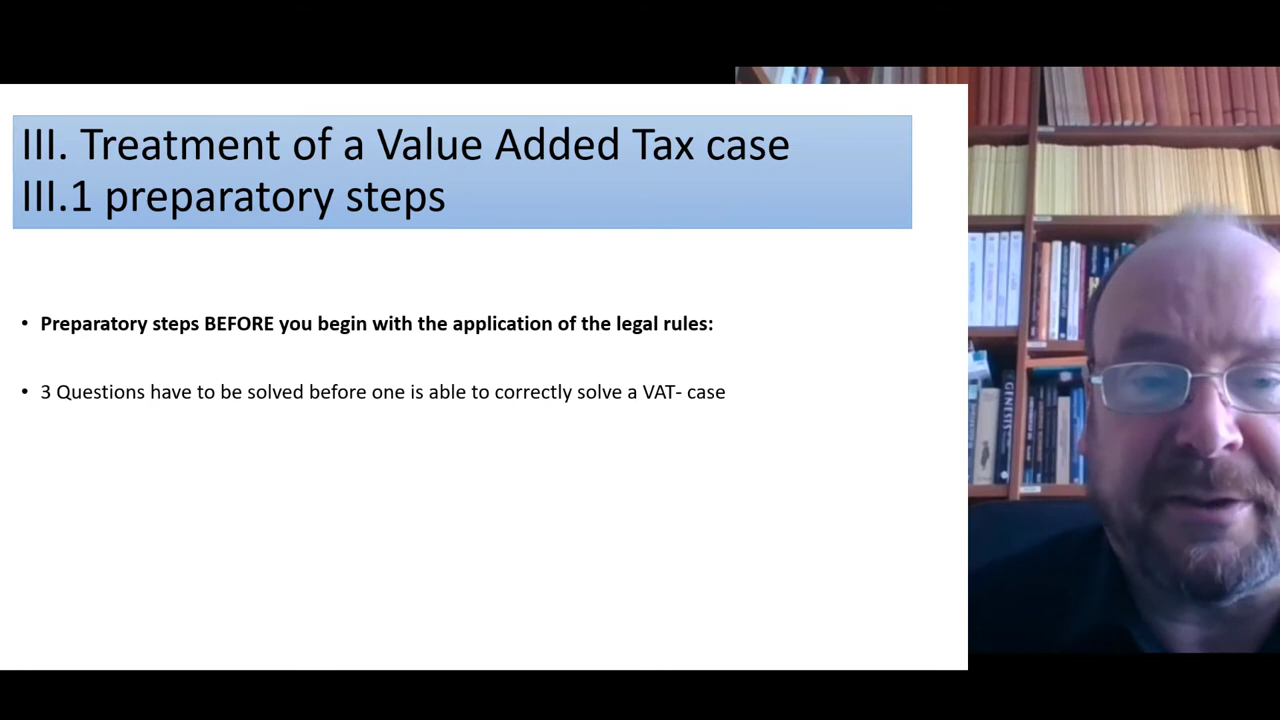 III. Treatment of a Value Added Tax case
III.1 preparatory steps
• Preparatory steps BEFORE you begin with the application of the legal rules:
• 3 Questions have to be solved before one is able to correctly solve a VAT- case
GENESIS